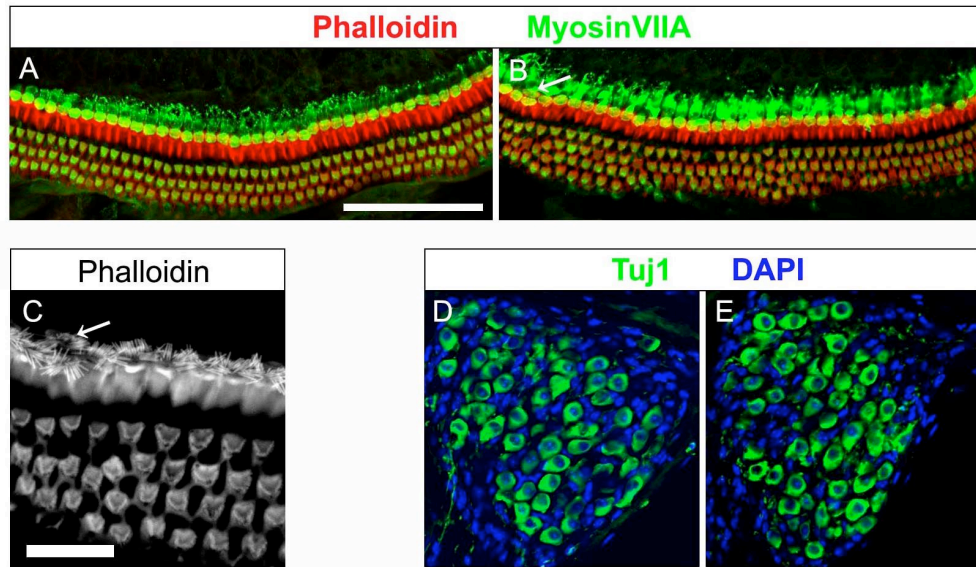 Phalloidin MyosinVIIA
A B
Phalloidin
C
Tuj1 DAPI
D E